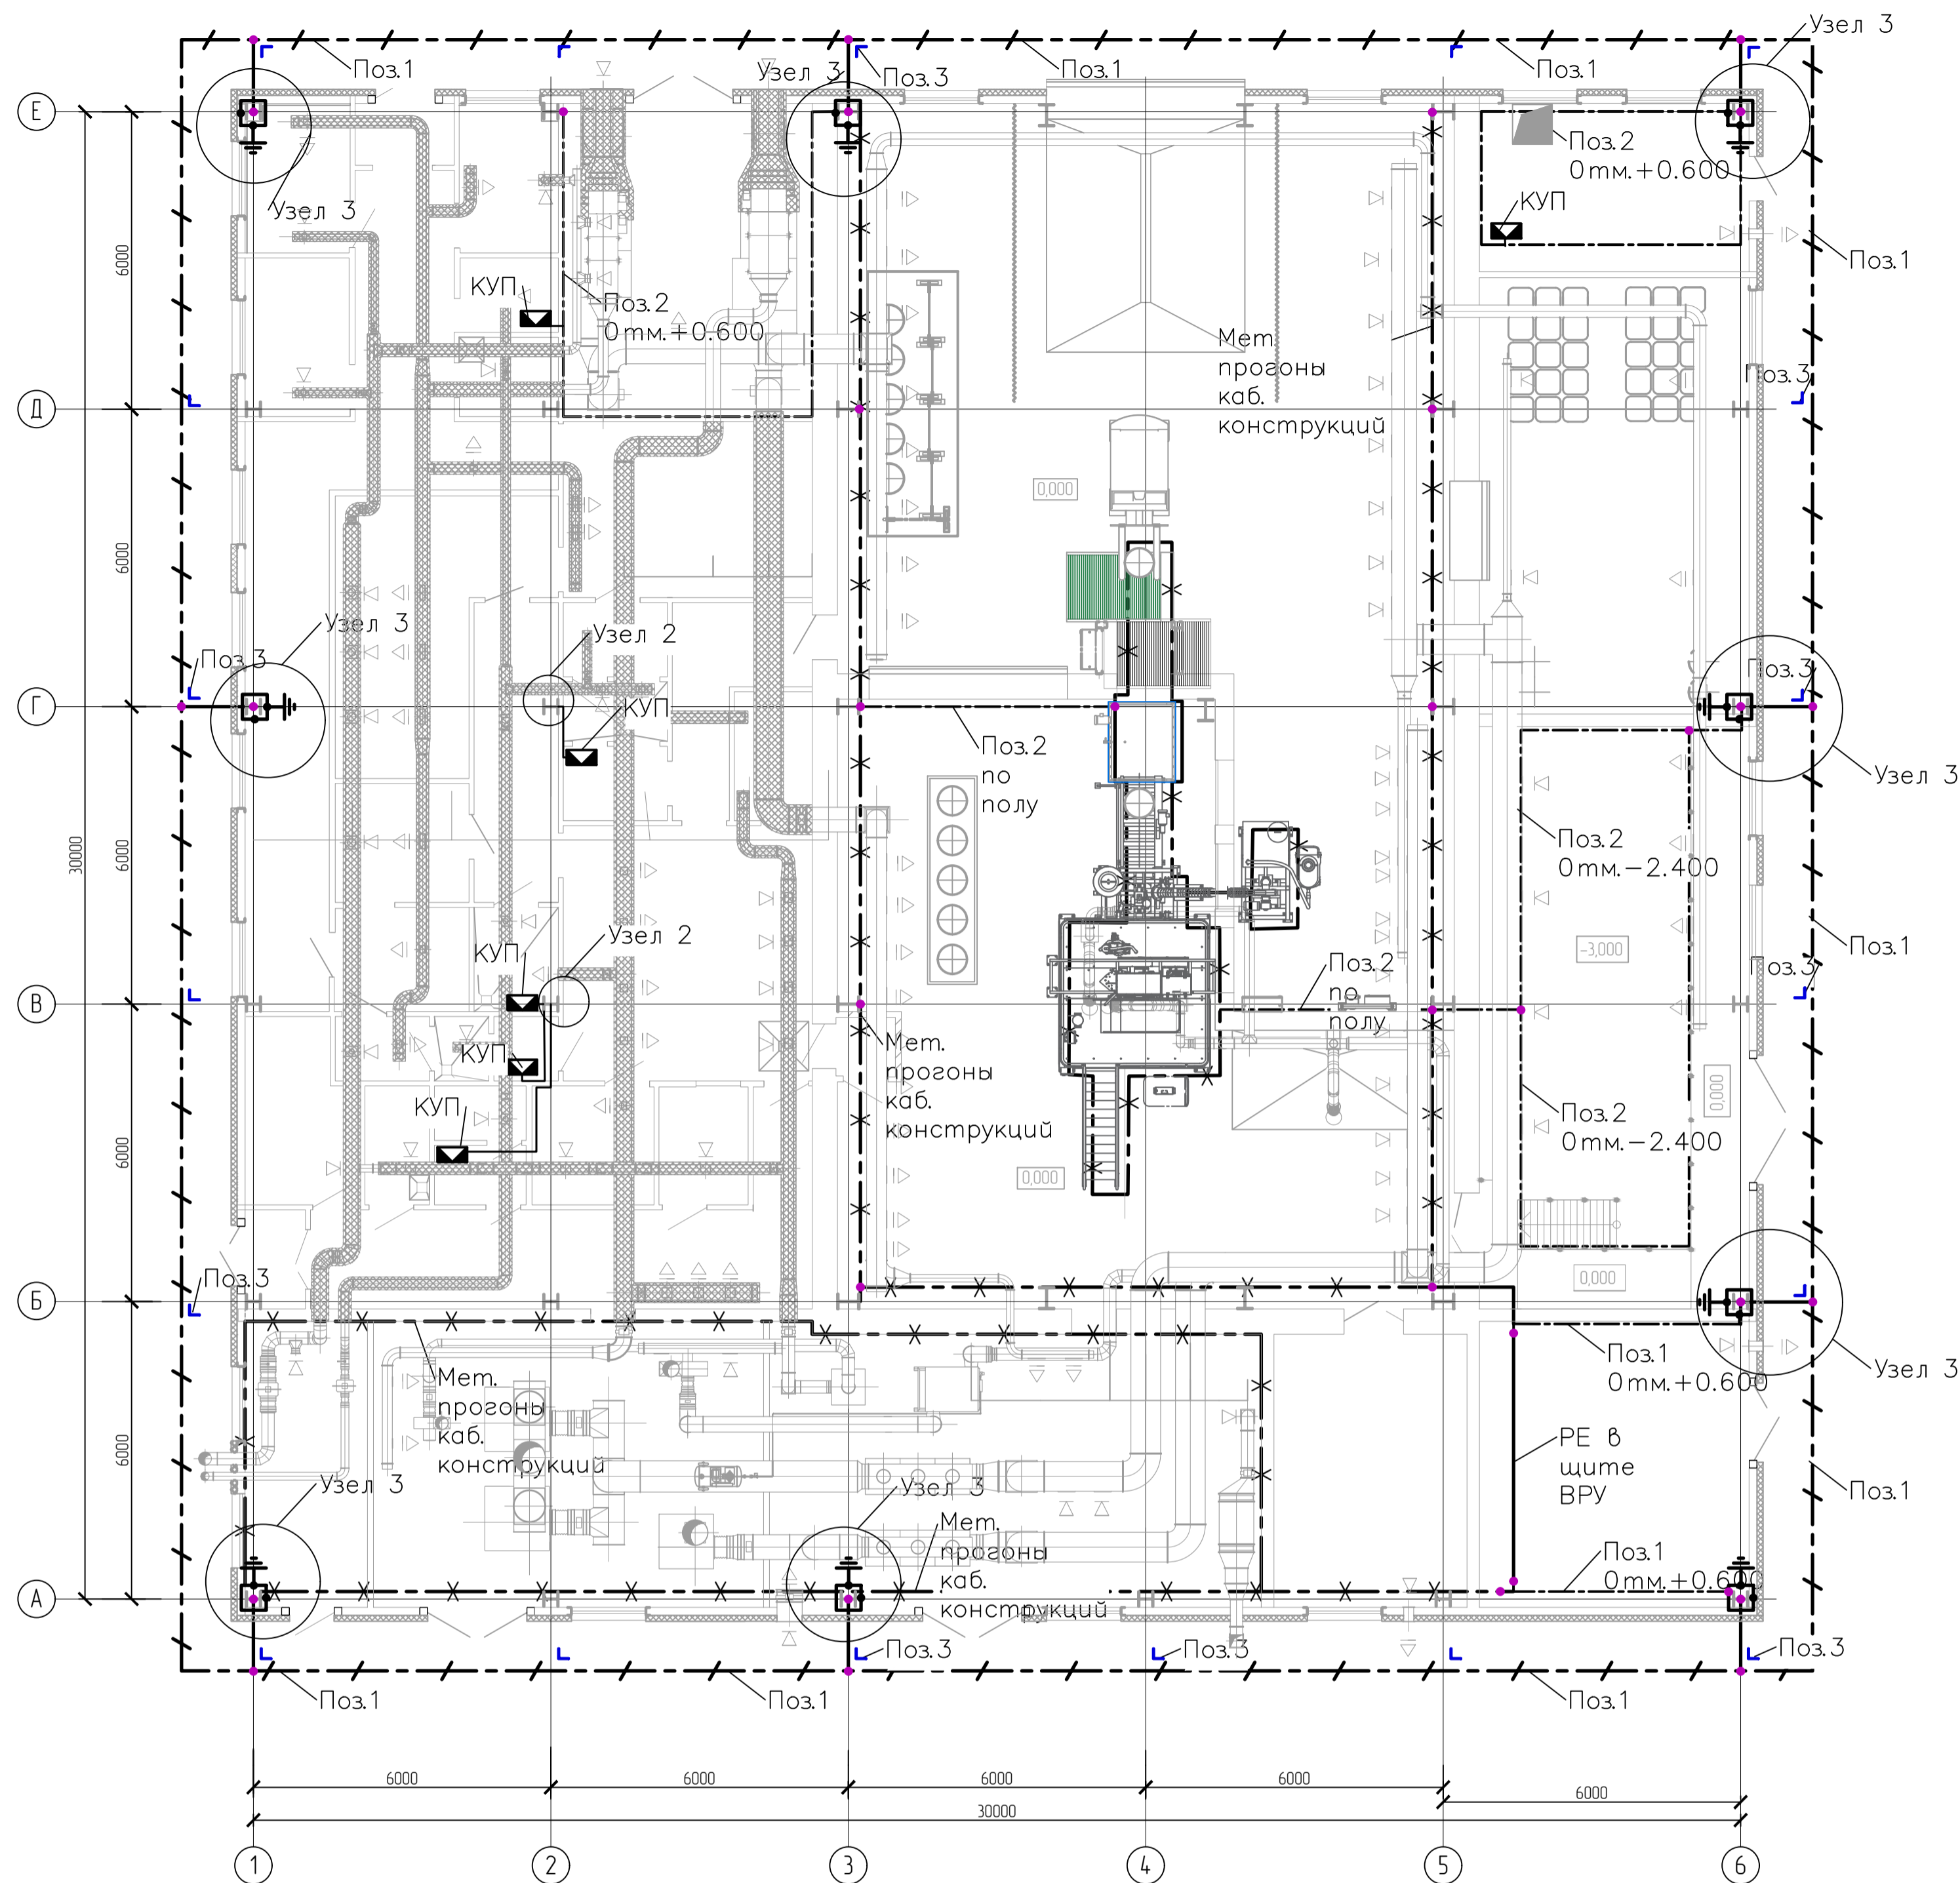 Узел 3
Поз.1
Узел 3
Поз.3
Поз.1
Поз.1
Е
Поз.2
0тм.+0.600
КУП
Узел 3
Поз.1
6000
КУП
Поз.2
0тм.+0.600
Мет.
прогоны
каб.
конструкций
Поз.3
Д
0,000
6000
Узел 3
Узел 2
Поз.3
Поз.3
Г
КУП
Поз.2
по
полу
Узел 3
Поз.2
0тм.−2.400
30000
6000
Узел 2
КУП
-3,000
Поз.1
Поз.2
по
полу
Поз.3
В
Мет.
прогоны
каб.
конструкций
КУП
0,000
КУП
Поз.2
0тм.−2.400
6000
0,000
Поз.3
0,000
Б
Поз.1
0тм.+0.600
Узел 3
Мет.
прогоны
каб.
конструкций
РЕ в
щите
ВРУ
6000
Узел 3
Узел 3
Поз.1
Мет.
прогоны
каб.
конструкций
Поз.1
0тм.+0.600
А
Поз.3
Поз.3
Поз.3
Поз.1
Поз.1
Поз.1
6000
6000
6000
6000
6000
30000
1
2
3
4
5
6